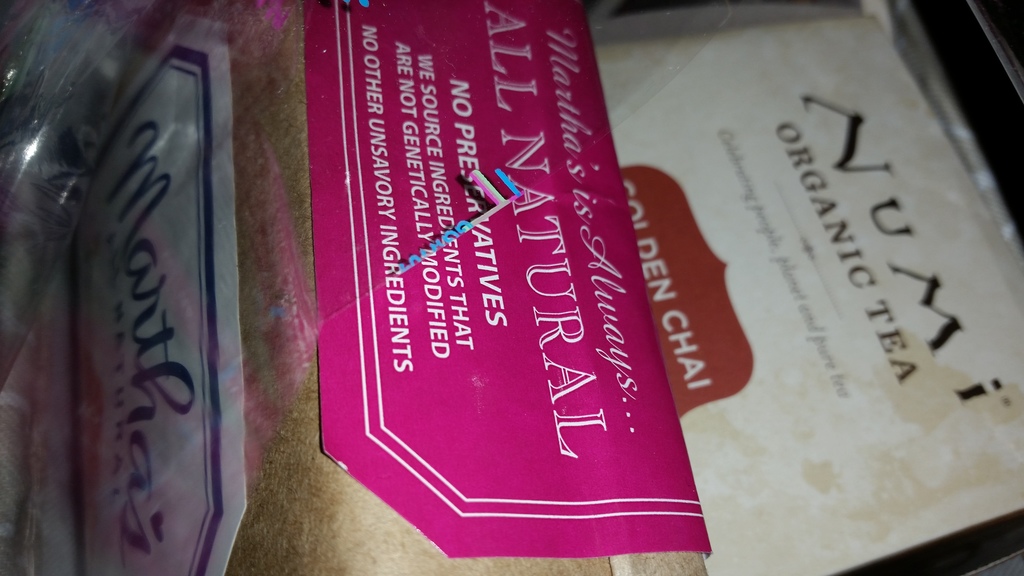 Martha's is Always...
ALL NATURAL
NO PRESERVATIVES
WE SOURCE INGREDIENTS THAT
ARE NOT GENETICALLY MODIFIED
NO OTHER UNSAVORY INGREDIENTS
NUMI
ORGANIC TEA
Celebrating people, planet and pure tea
GOLDEN CHAI
Martha's